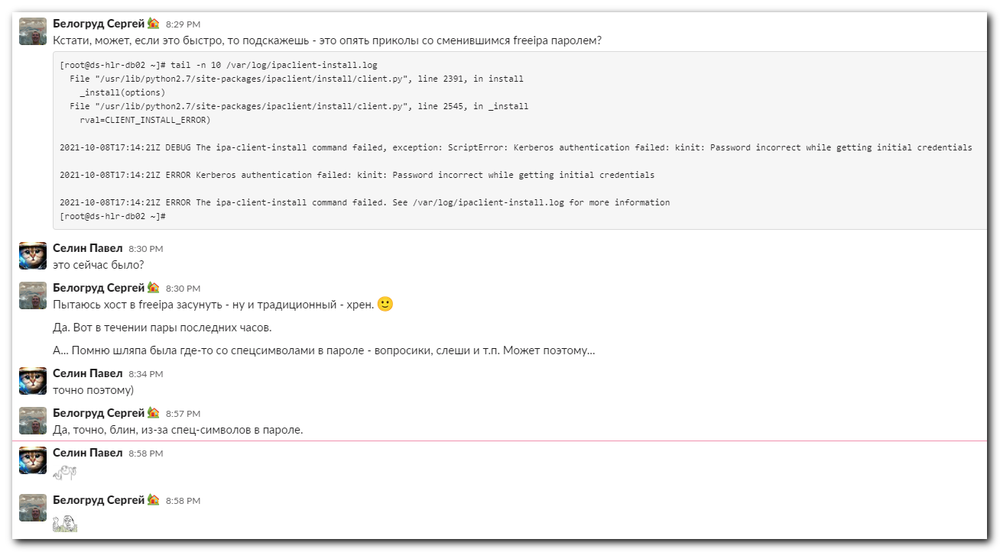 Белогруд Сергей 8:29 PM
Кстати, может, если это быстро, то подскажешь - это опять приколы со сменившимся freeipa паролем?
[root@ds-hlr-db02 ~]# tail -n 10 /var/log/ipaclient-install.log
File "/usr/lib/python2.7/site-packages/ipaclient/install/client.py", line 2391, in install
_install(options)
File "/usr/lib/python2.7/site-packages/ipaclient/install/client.py", line 2545, in _install
rval=CLIENT_INSTALL_ERROR)
2021-10-08T17:14:21Z DEBUG The ipa-client-install command failed, exception: ScriptError: Kerberos authentication failed: kinit: Password incorrect while getting initial credentials
2021-10-08T17:14:21Z ERROR Kerberos authentication failed: kinit: Password incorrect while getting initial credentials
2021-10-08T17:14:21Z ERROR The ipa-client-install command failed. See /var/log/ipaclient-install.log for more information
[root@ds-hlr-db02 ~]#
Селин Павел 8:30 PM
это сейчас было?
Белогруд Сергей 8:30 PM
Пытаюсь хост в freeipa засунуть - ну и традиционный - хрен.
Да. Вот в течении пары последних часов.
А... Помню шляпа была где-то со спецсимволами в пароле - вопросики, слеши и т.п. Может поэтому...
Селин Павел 8:34 PM
точно поэтому)
Белогруд Сергей 8:57 PM
Да, точно, блин, из-за спец-символов в пароле.
Селин Павел 8:58 PM
Белогруд Сергей 8:58 PM